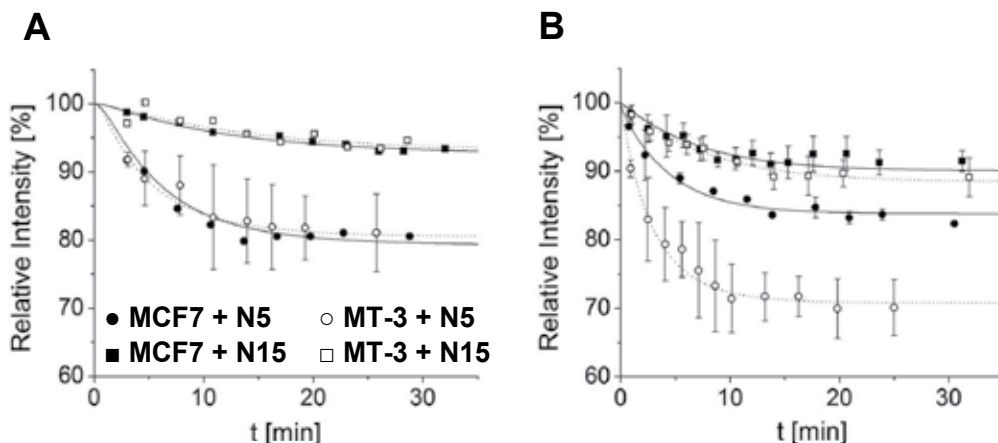 A
B
Relative Intensity [%]
100
90
80
70
60
0
10
20
30
t [min]
● MCF7 + N5 ○ MT-3 + N5
■ MCF7 + N15 □ MT-3 + N15
Relative Intensity [%]
100
90
80
70
60
0
10
20
30
t [min]